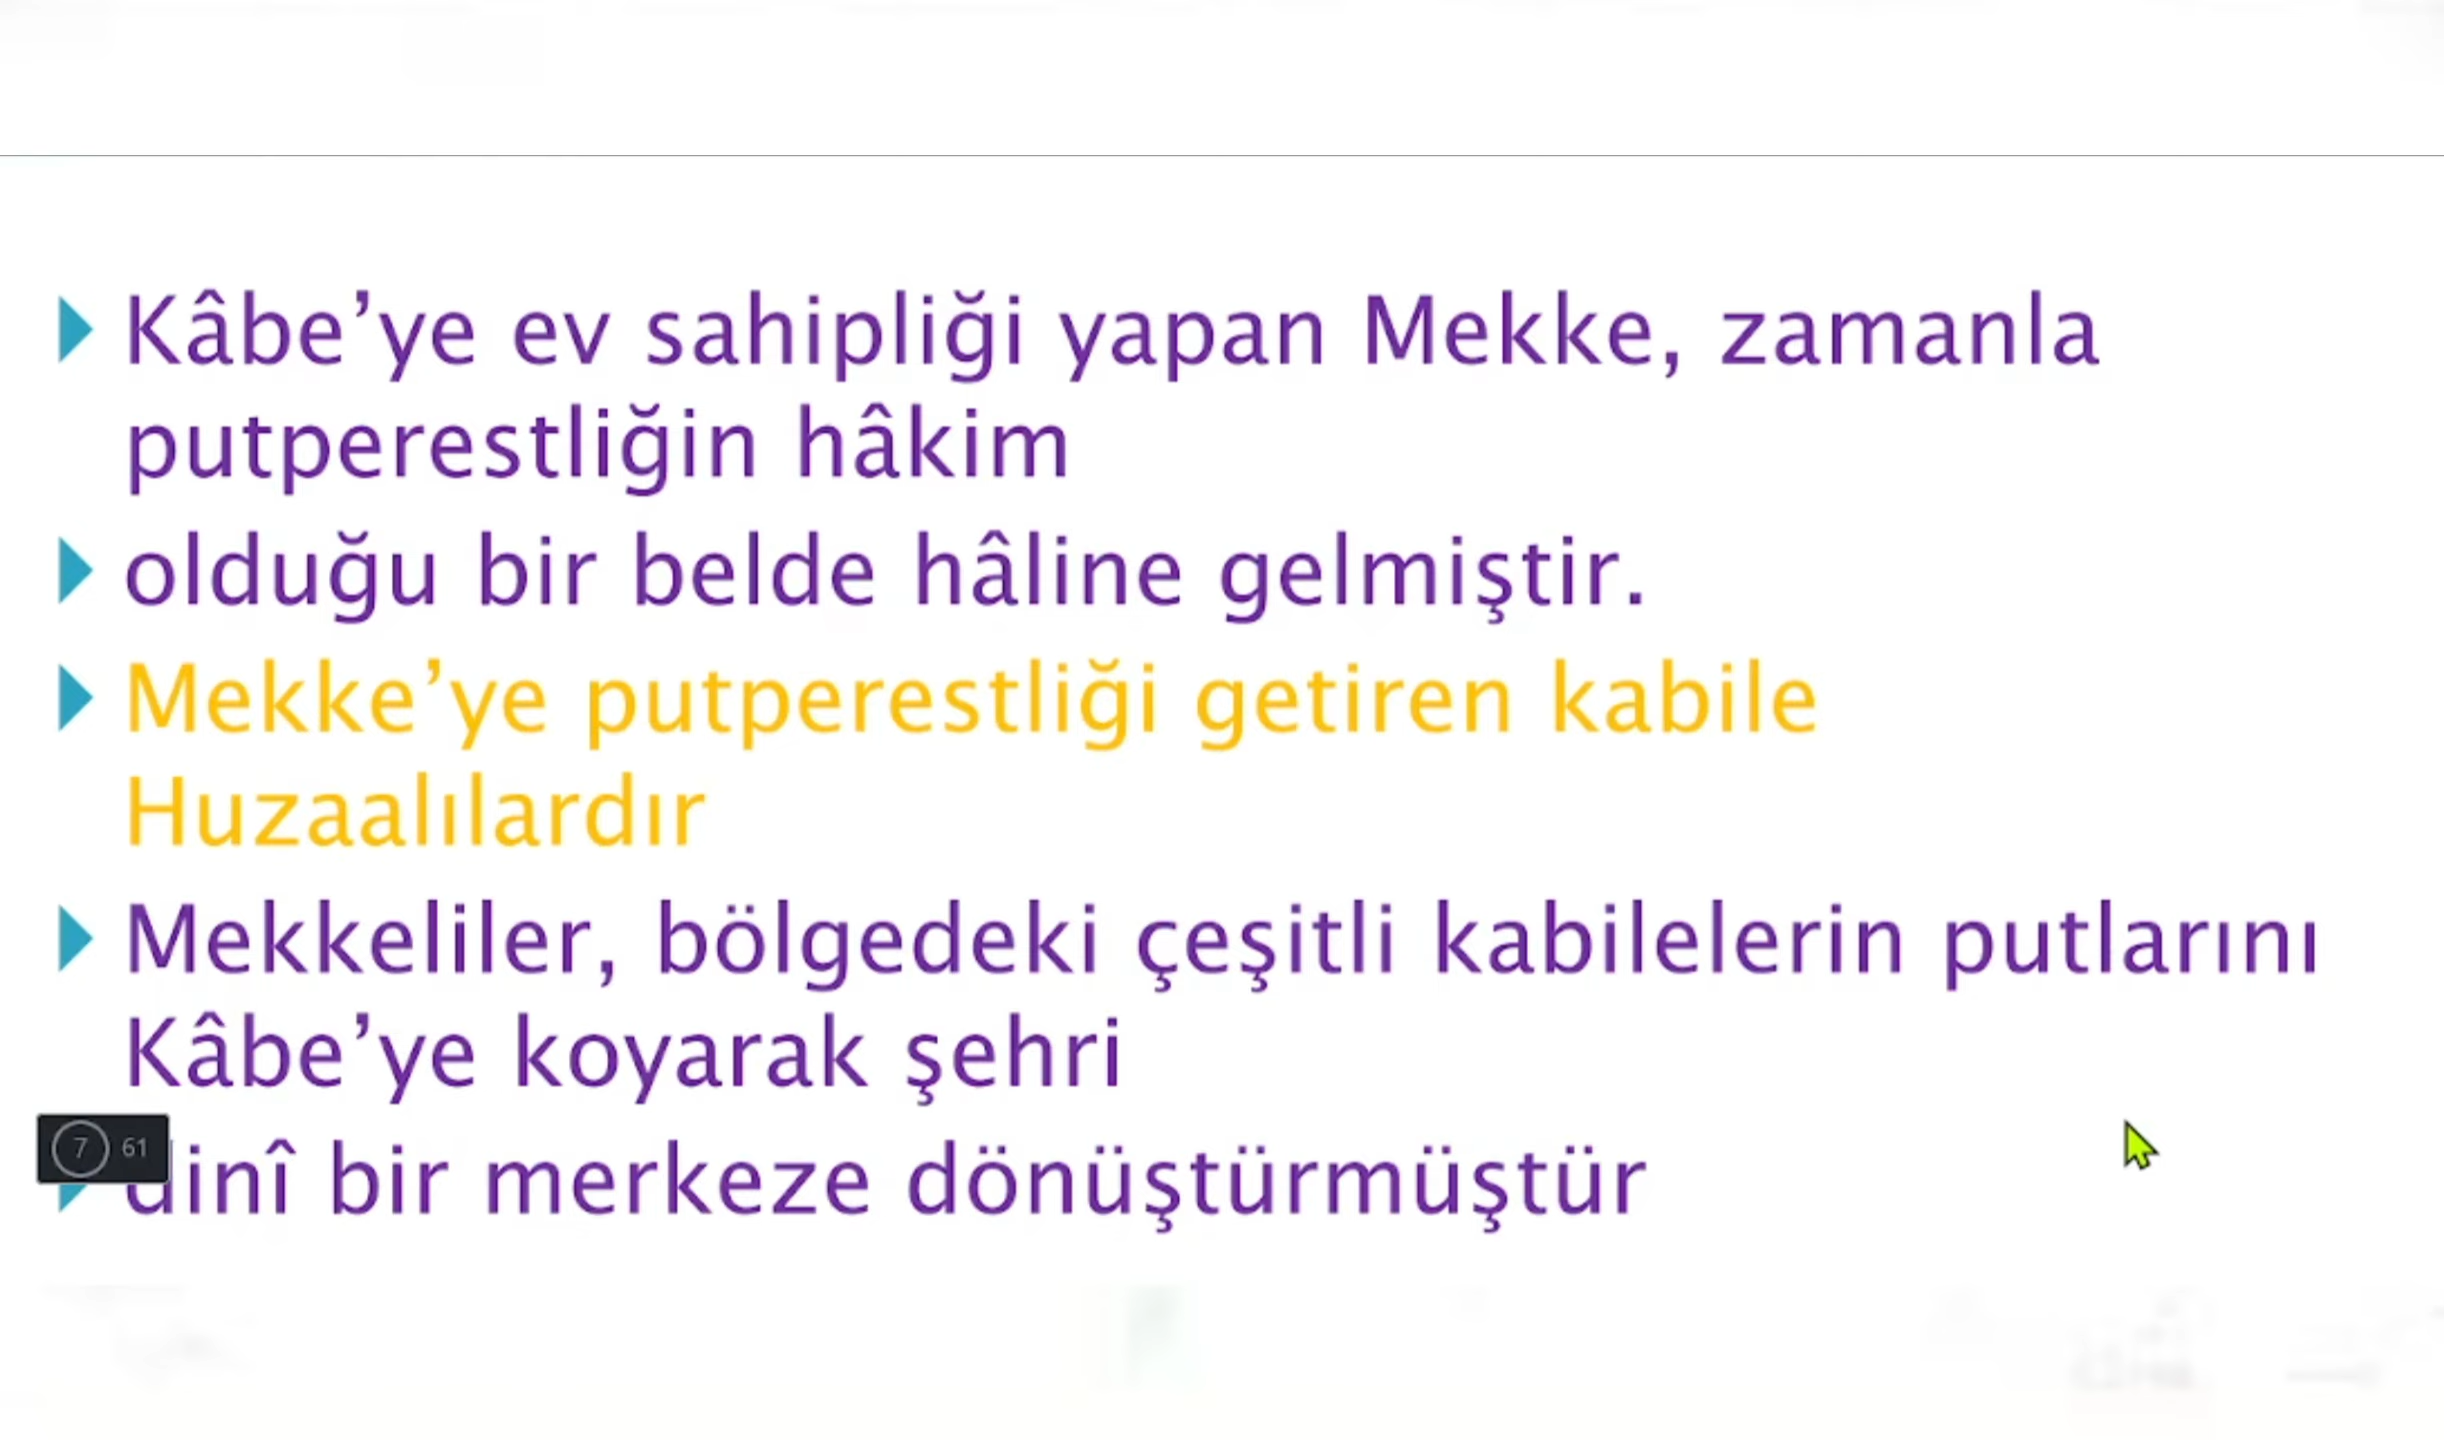 Kâbe’ye ev sahipliği yapan Mekke, zamanla
putperestliğin hâkim
olduğu bir belde hâline gelmiştir.
Mekke’ye putperestliği getiren kabile
Huzaalılardır
Mekkeliler, bölgedeki çeşitli kabilelerin putlarını
Kâbe’ye koyarak şehri
7 61
dinî bir merkeze dönüştürmüştür